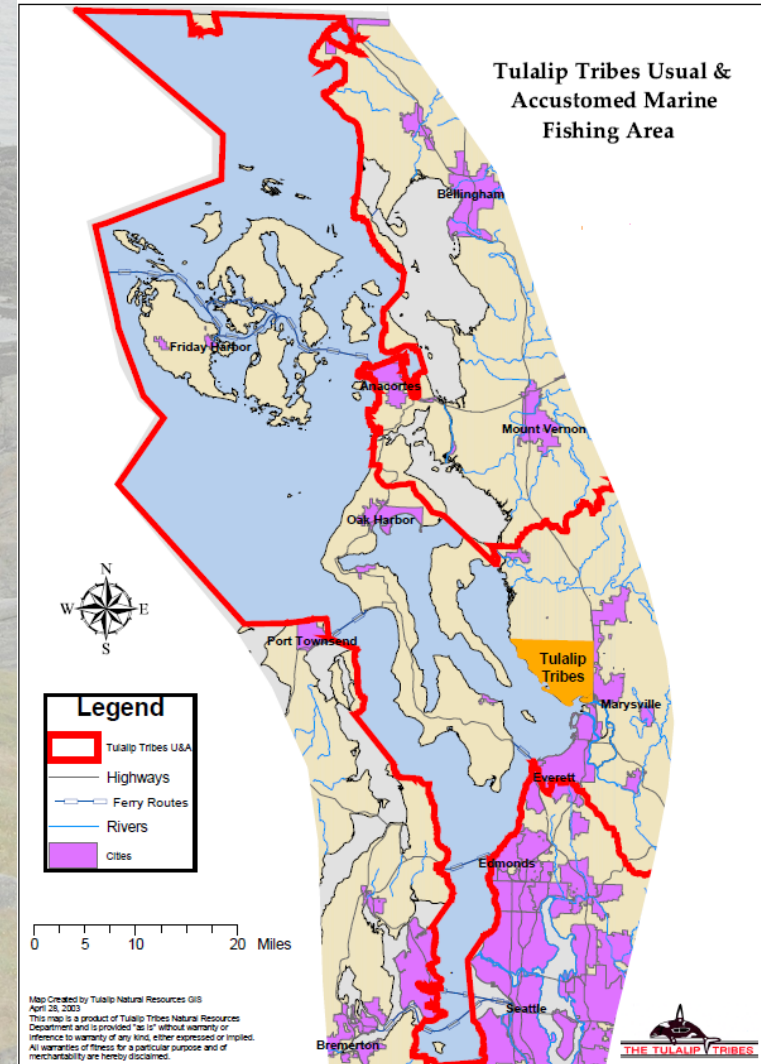 Tulalip Tribes Usual &
Accustomed Marine
Fishing Area
Bellingham
Friday Harbor
Anacortes
Mount Vernon
Oak Harbor
N
W
E
S
Port Townsend
Tulalip
Tribes
Marysville
Legend
Tulalip Tribes U&A
Highways
Ferry Routes
Rivers
Cities
Everett
Edmonds
0 5 10 20 Miles
Seattle
Bremerton
Map Created by Tulalip Natural Resources GIS
April 28, 2003
This map is a product of Tulalip Tribes Natural Resources
Department and is provided "as is" without warranty or
inference to warranty of any kind, either expressed or implied.
All warranties of fitness for a particular purpose and of
merchantability are hereby disclaimed.
THE TULALIP TRIBES